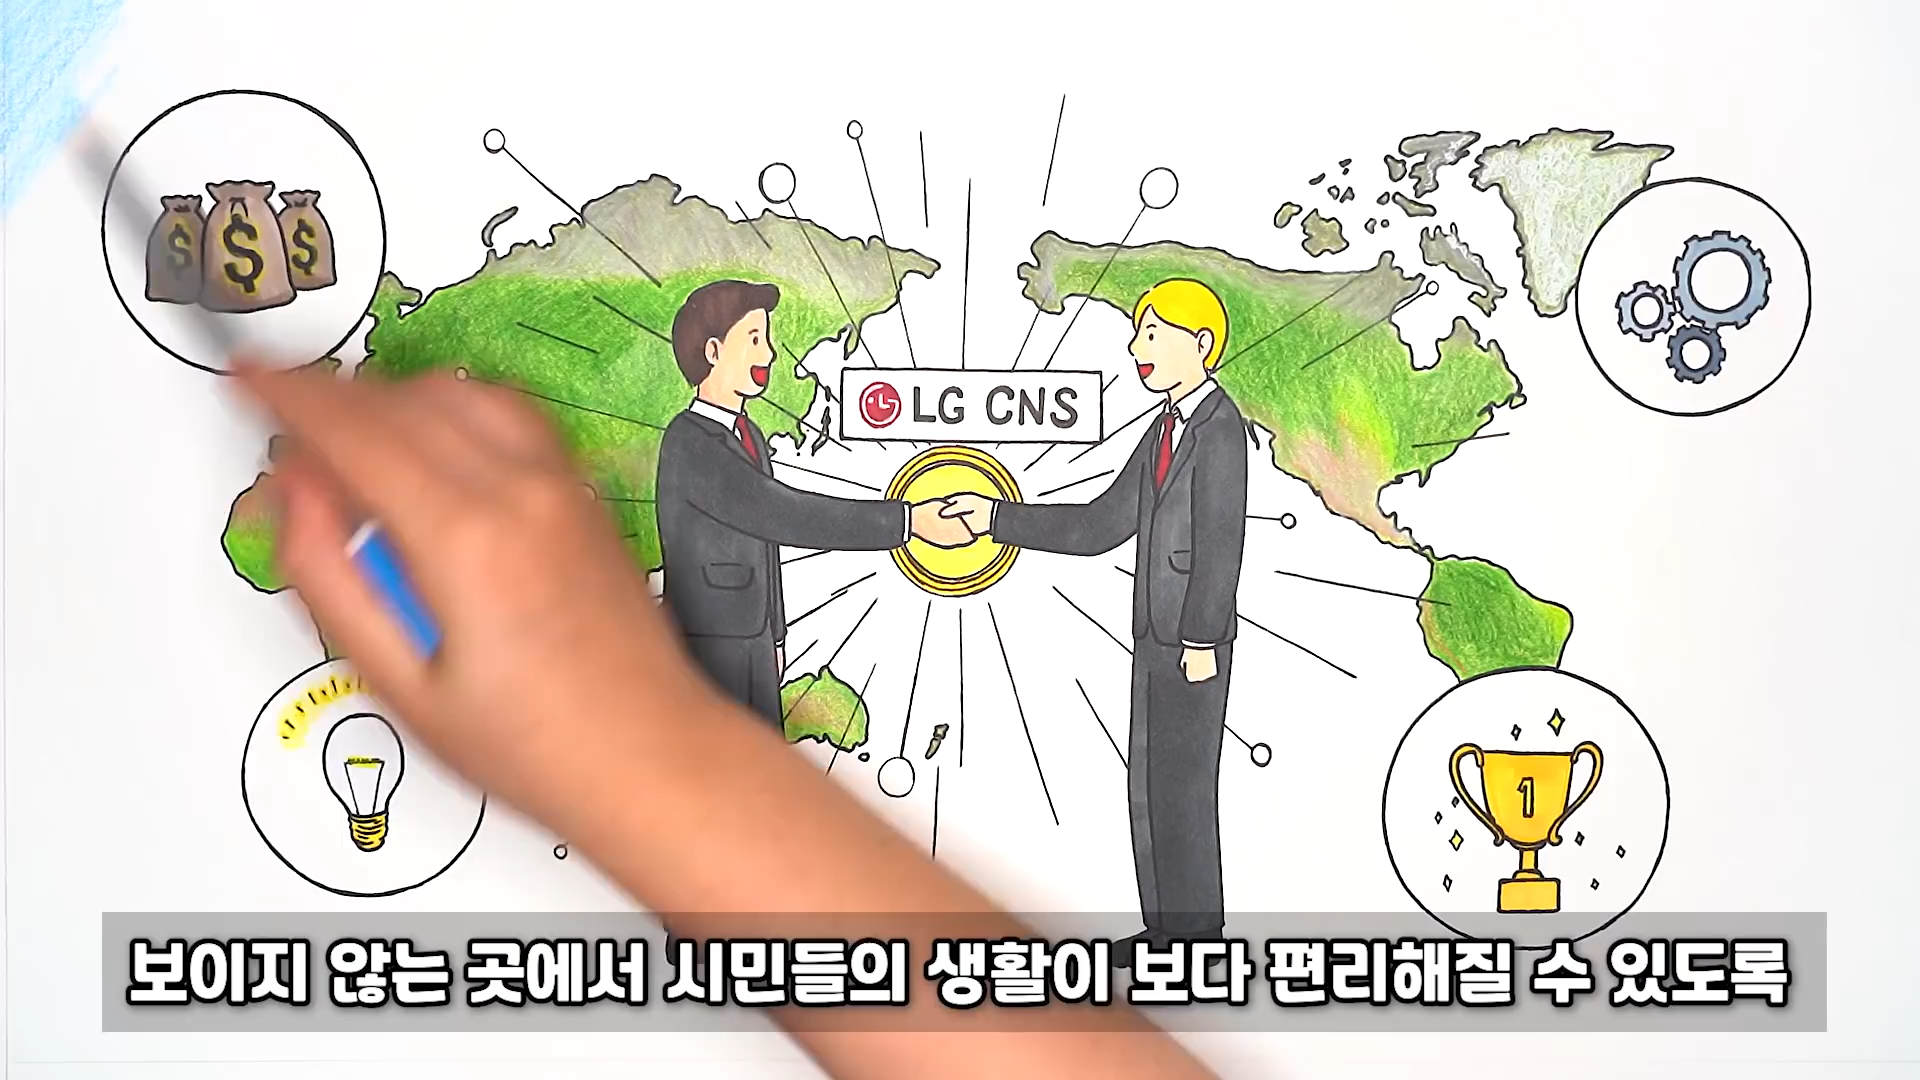 $ $ $
LG CNS
1
보이지 않는 곳에서 시민들의 생활이 보다 편리해질 수 있도록